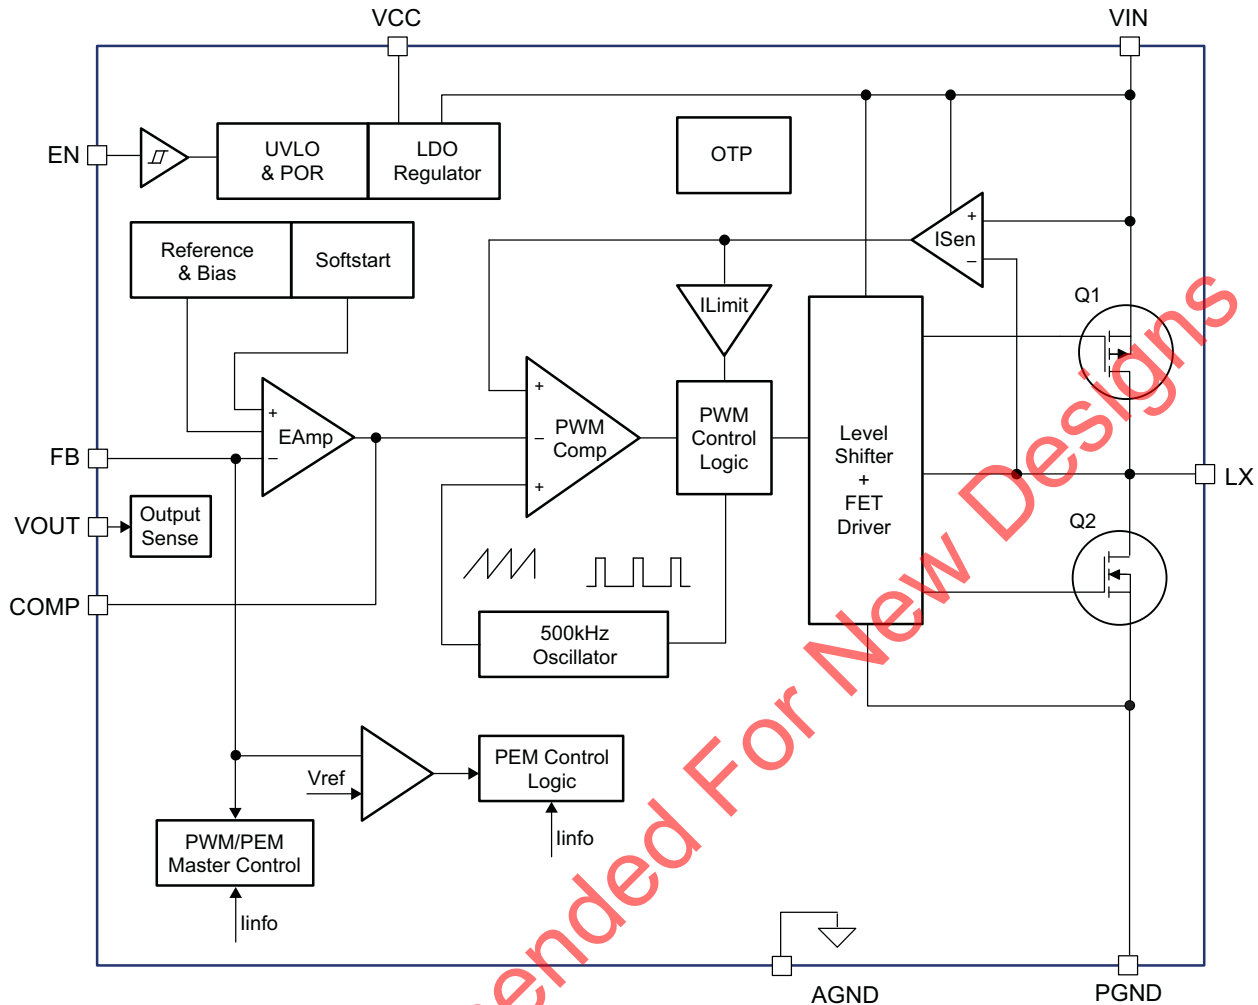 VCC
VIN
EN
UVLO
& POR
LDO
Regulator
OTP
Reference
& Bias
Softstart
+
ISen
−
ILimit
Q1
+
EAmp
−
+
−
PWM
Comp
+
PWM
Control
Logic
Level
Shifter
+
FET
Driver
FB
LX
VOUT
Output
Sense
Q2
COMP
500kHz
Oscillator
Vref
PEM Control
Logic
Iinfo
PWM/PEM
Master Control
Iinfo
AGND
PGND
ended For New Designs